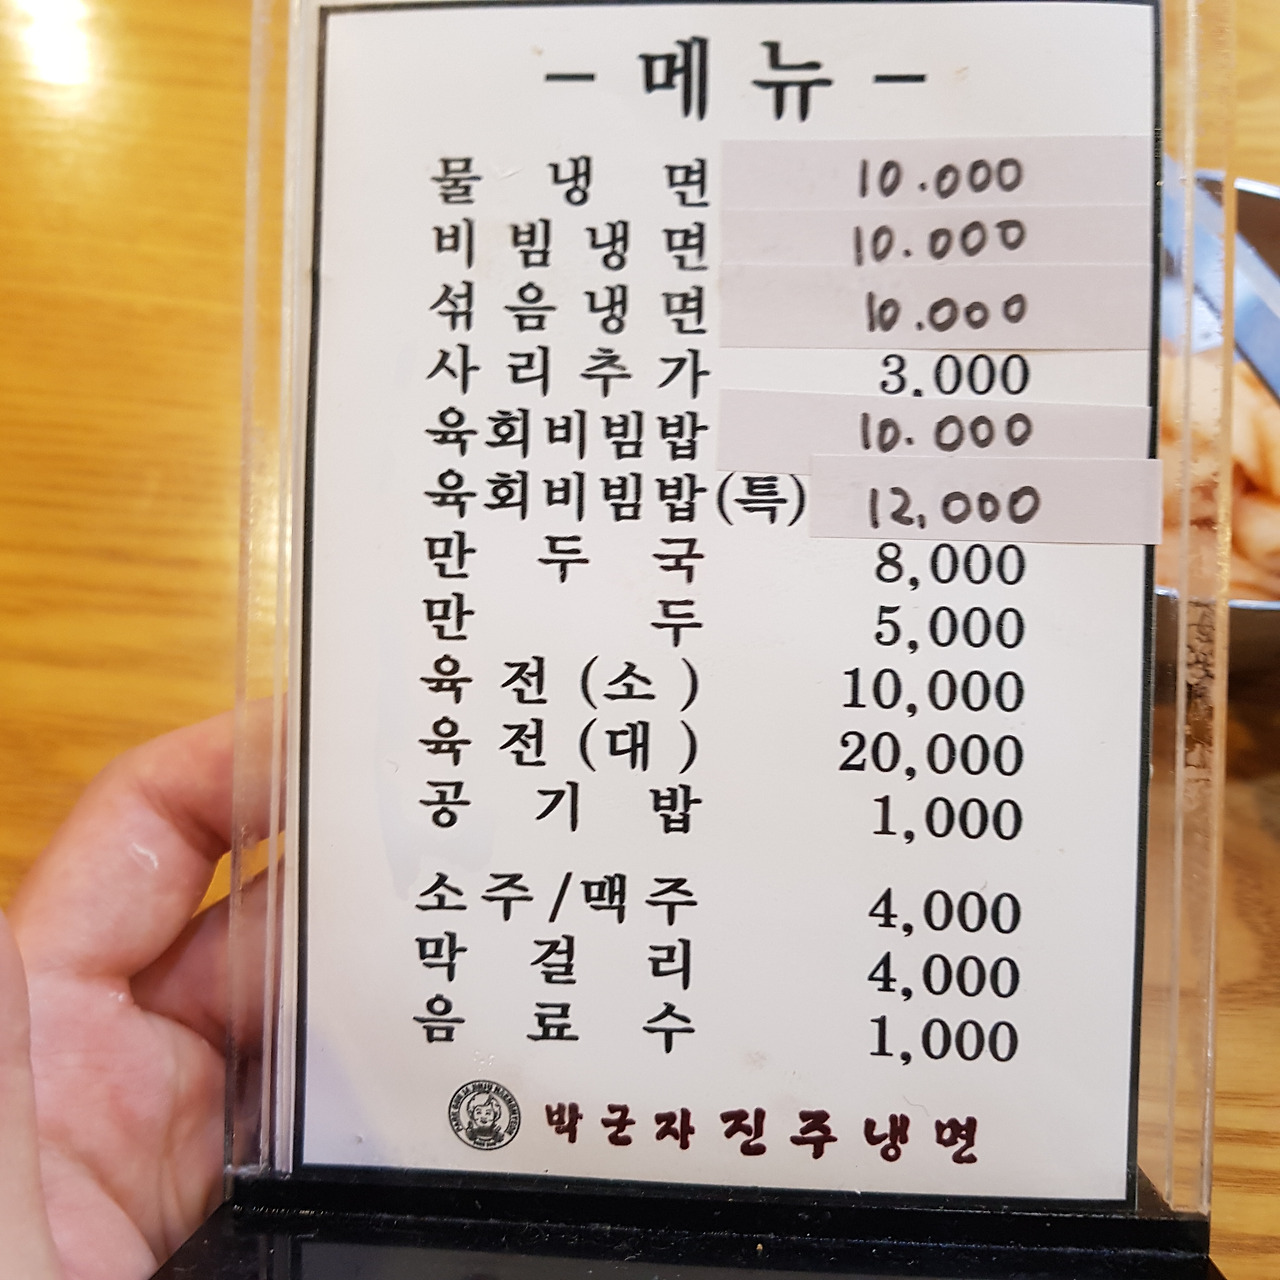 - 메뉴 -
물냉면 10.000
비빔냉면 10.000
섞음냉면 10.000
사리추가 3,000
육회비빔밥 10.000
육회비빔밥(특) 12,000
만두국 8,000
만두 5,000
육전(소) 10,000
육전(대) 20,000
공기밥 1,000
소주/맥주 4,000
막걸리 4,000
음료수 1,000
박군자진주냉면